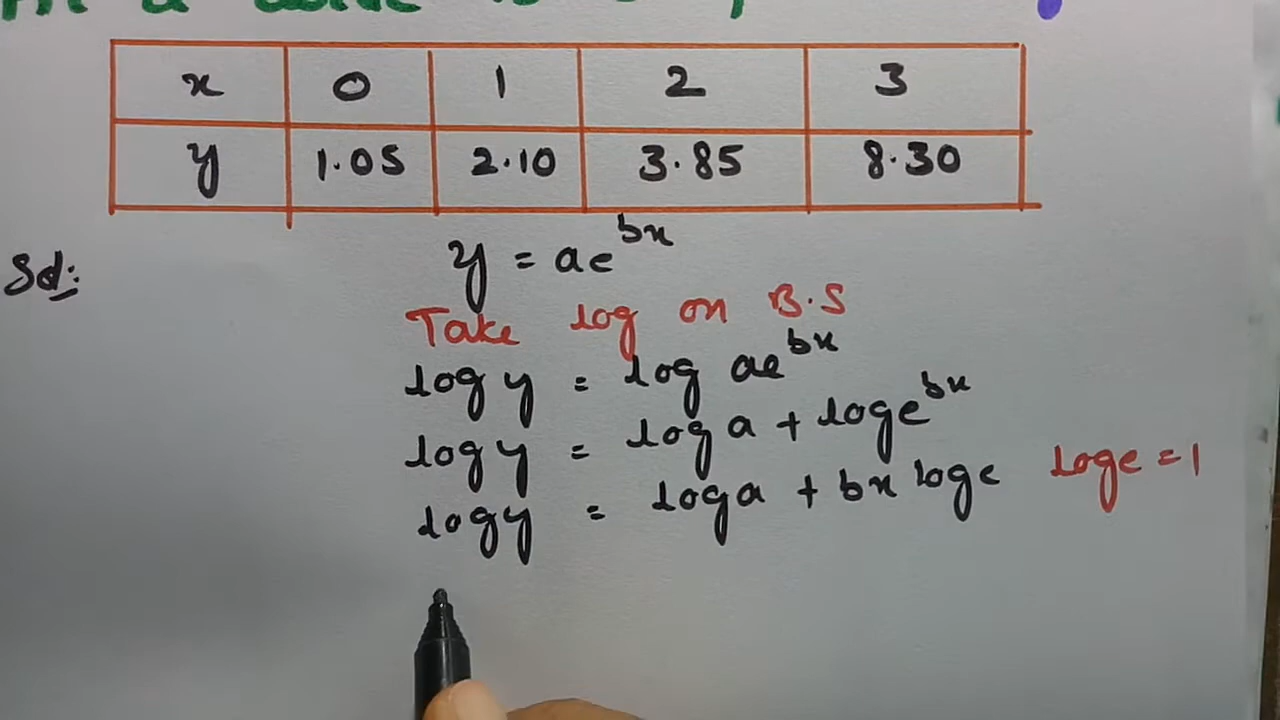 x 0 1 2 3
y 1.05 2.10 3.85 8.30
Sol:
y = ae^bx
Take log on B.S
log y = log ae^bx
log y = log a + log e^bx
log y = log a + bx log e log e = 1